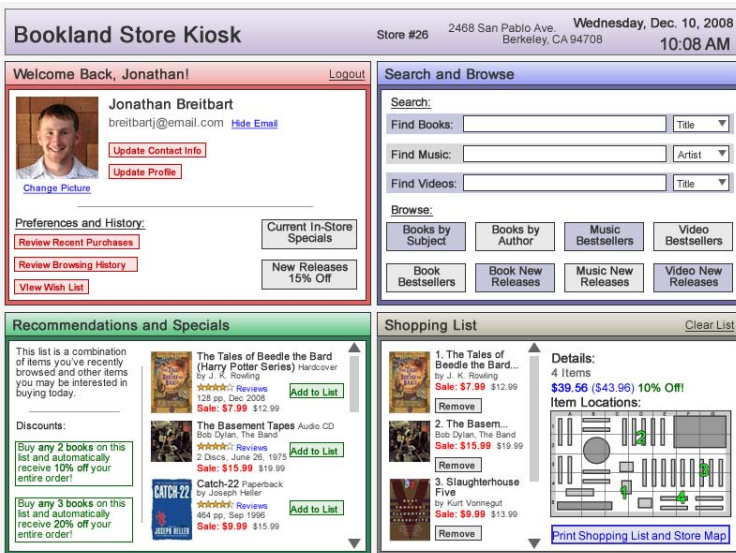 Bookland Store Kiosk
Store #26
2468 San Pablo Ave.
Berkeley, CA 94708
Wednesday, Dec. 10, 2008
10:08 AM
Welcome Back, Jonathan!
Logout
Jonathan Breitbart
breitbartj@email.com Hide Email
Update Contact Info
Update Profile
Change Picture
Preferences and History:
Review Recent Purchases
Review Browsing History
View Wish List
Current In-Store
Specials
New Releases
15% Off
Search and Browse
Search:
Find Books:
Title
Find Music:
Artist
Find Videos:
Title
Browse:
Books by
Subject
Books by
Author
Music
Bestsellers
Video
Bestsellers
Book
Bestsellers
Book New
Releases
Music New
Releases
Video New
Releases
Recommendations and Specials
This list is a combination
of items you've recently
browsed and other items
you may be interested in
buying today.
Discounts:
Buy any 2 books on this
list and automatically
receive 10% off your
entire order!
Buy any 3 books on this
list and automatically
receive 20% off your
entire order!
The Tales of Beedle the Bard
(Harry Potter Series) Hardcover
by J. K. Rowling
Reviews
128 pp, Dec 2008
Sale: $7.99 $12.99
Add to List
The Basement Tapes Audio CD
Bob Dylan, The Band
Reviews
2 Discs, June 26, 1975
Sale: $15.99 $19.99
Add to List
CATCH-22
JOSEPH HELLER
Catch-22 Paperback
by Joseph Heller
Reviews
464 pp, Sep 1996
Sale: $9.99 $15.99
Add to List
Shopping List
Clear List
1. The Tales of
Beedle the Bard...
by J. K. Rowling
Sale: $7.99 $12.99
Remove
2. The Basem...
Bob Dylan, The Band
Sale: $15.99 $19.99
Remove
3. Slaughterhouse
Five
by Kurt Vonnegut
Sale: $9.99 $13.99
Remove
Details:
4 Items
$39.56 ($43.96) 10% Off!
Item Locations:
2
3
1
4
Print Shopping List and Store Map